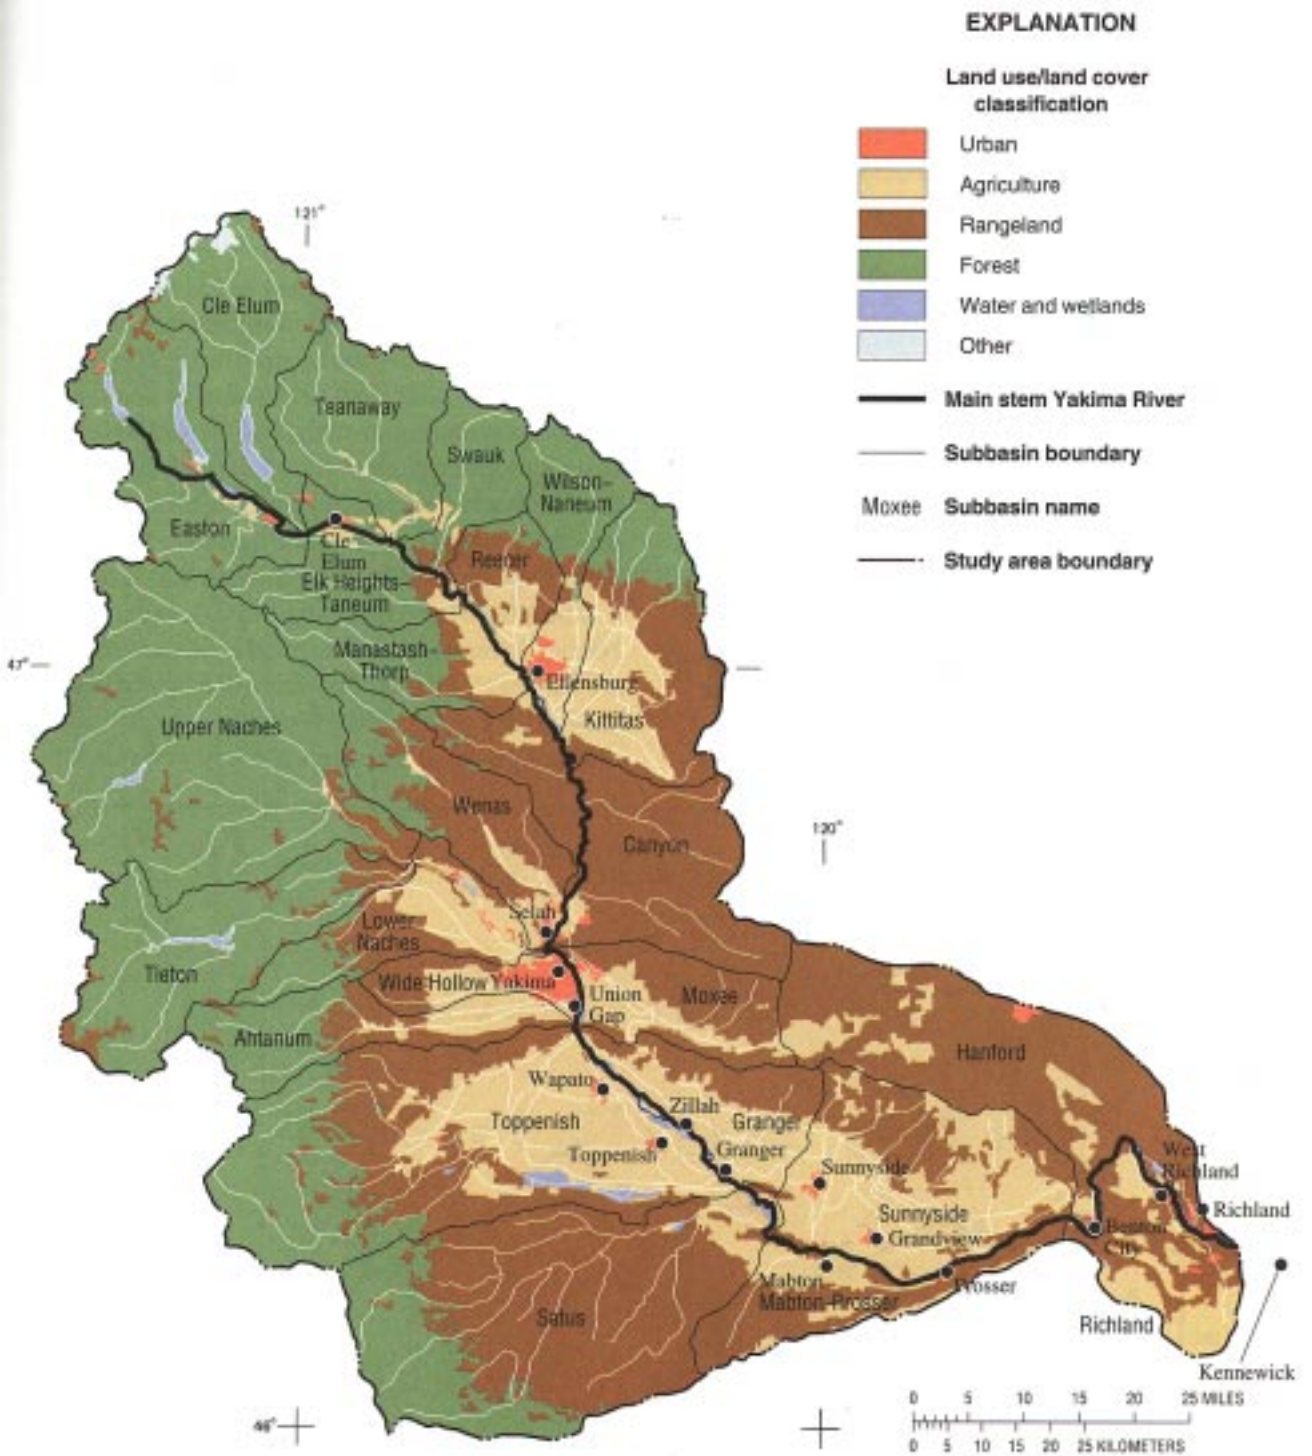 EXPLANATION
Land use/land cover
classification
Urban
Agriculture
Rangeland
Forest
Water and wetlands
Other
Main stem Yakima River
Subbasin boundary
Moxee Subbasin name
Study area boundary
121°
Cle Elum
Teanaway
Swauk
Wilson-
Naneum
Easton
Cle
Elum
Reecer
Elk Heights-
Taneum
Manastash-
Thorp
47°
Ellensburg
Kittitas
Upper Naches
Wenas
Canyon
120°
Selah
Lower
Naches
Tieton
Wide Hollow
Yakima
Union
Gap
Moxee
Ahtanum
Hanford
Wapato
Zillah
Toppenish
Granger
Toppenish
Granger
Sunnyside
West
Richland
Richland
Sunnyside
Grandview
Benton
City
Mabton
Prosser
Mabton-Prosser
Satus
Richland
Kennewick
46°
0 5 10 15 20 25 MILES
0 5 10 15 20 25 KILOMETERS